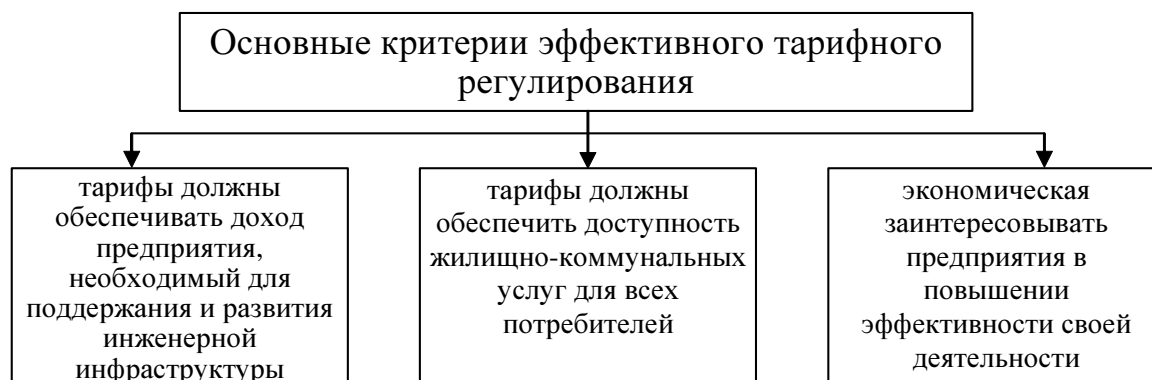 Основные критерии эффективного тарифного
регулирования
тарифы должны
обеспечивать доход
предприятия,
необходимый для
поддержания и развития
инженерной
инфраструктуры
тарифы должны
обеспечить доступность
жилищно-коммунальных
услуг для всех
потребителей
экономическая
заинтересовывать
предприятия в
повышении
эффективности своей
деятельности